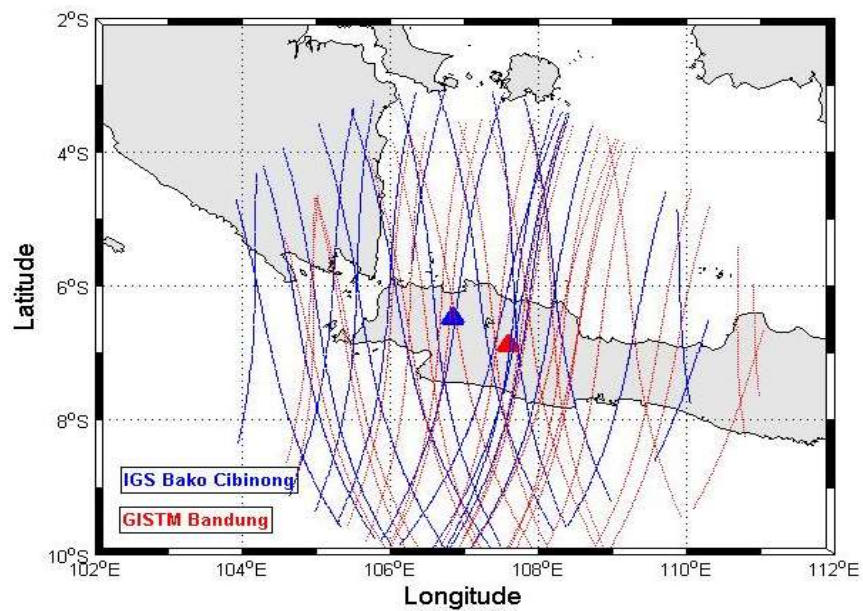 2°S
4°S
6°S
8°S
10°S
Latitude
IGS Bako Cibinong
GISTM Bandung
102°E
104°E
106°E
108°E
110°E
112°E
Longitude